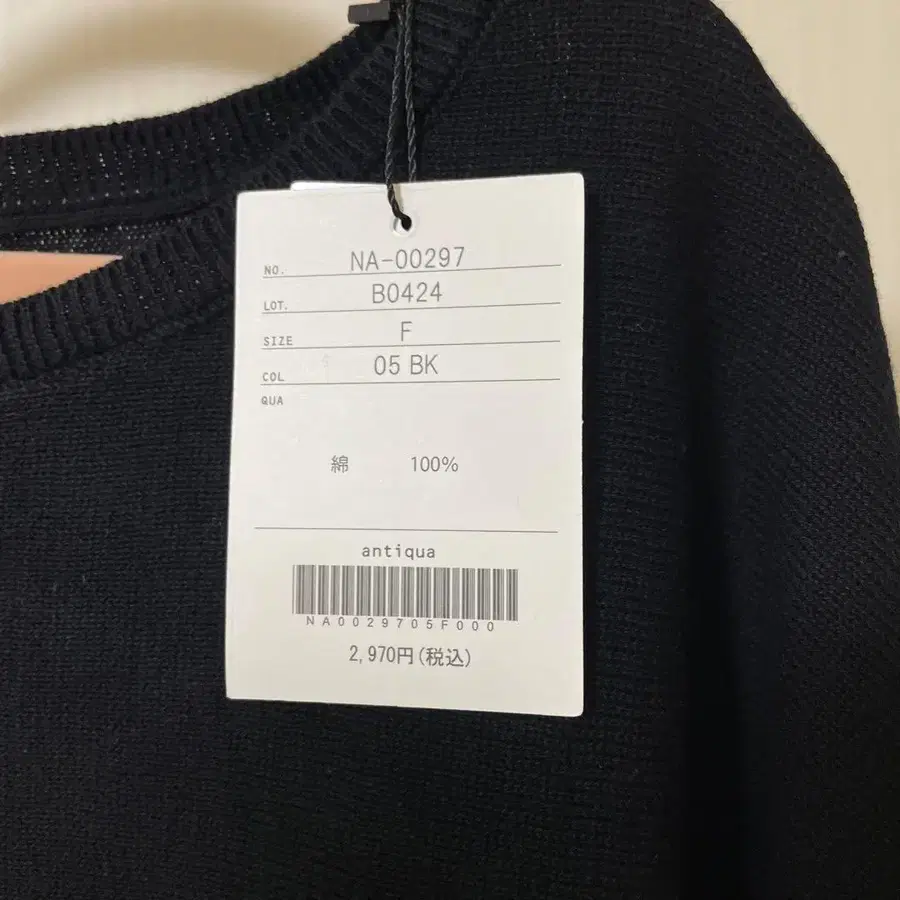 NO. NA-00297
LOT. B0424
SIZE F
COL 05 BK
QUA
綿 100%
antiqua
NA0029705F000
2,970円(税込)